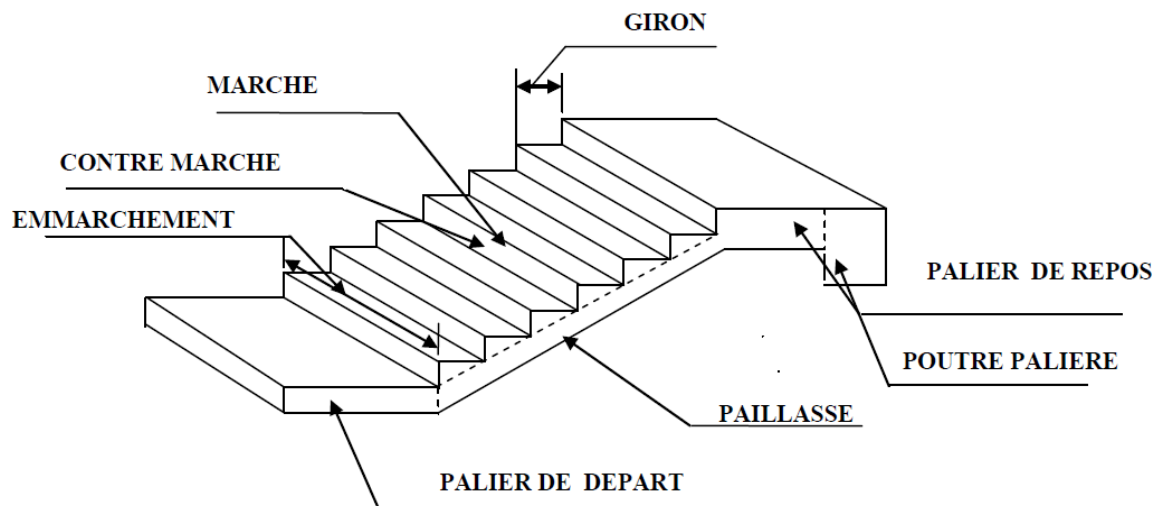 GIRON
MARCHE
CONTRE MARCHE
EMMARCHEMENT
PALIER DE REPOS
POUTRE PALIERE
PAILLASSE
PALIER DE DEPART